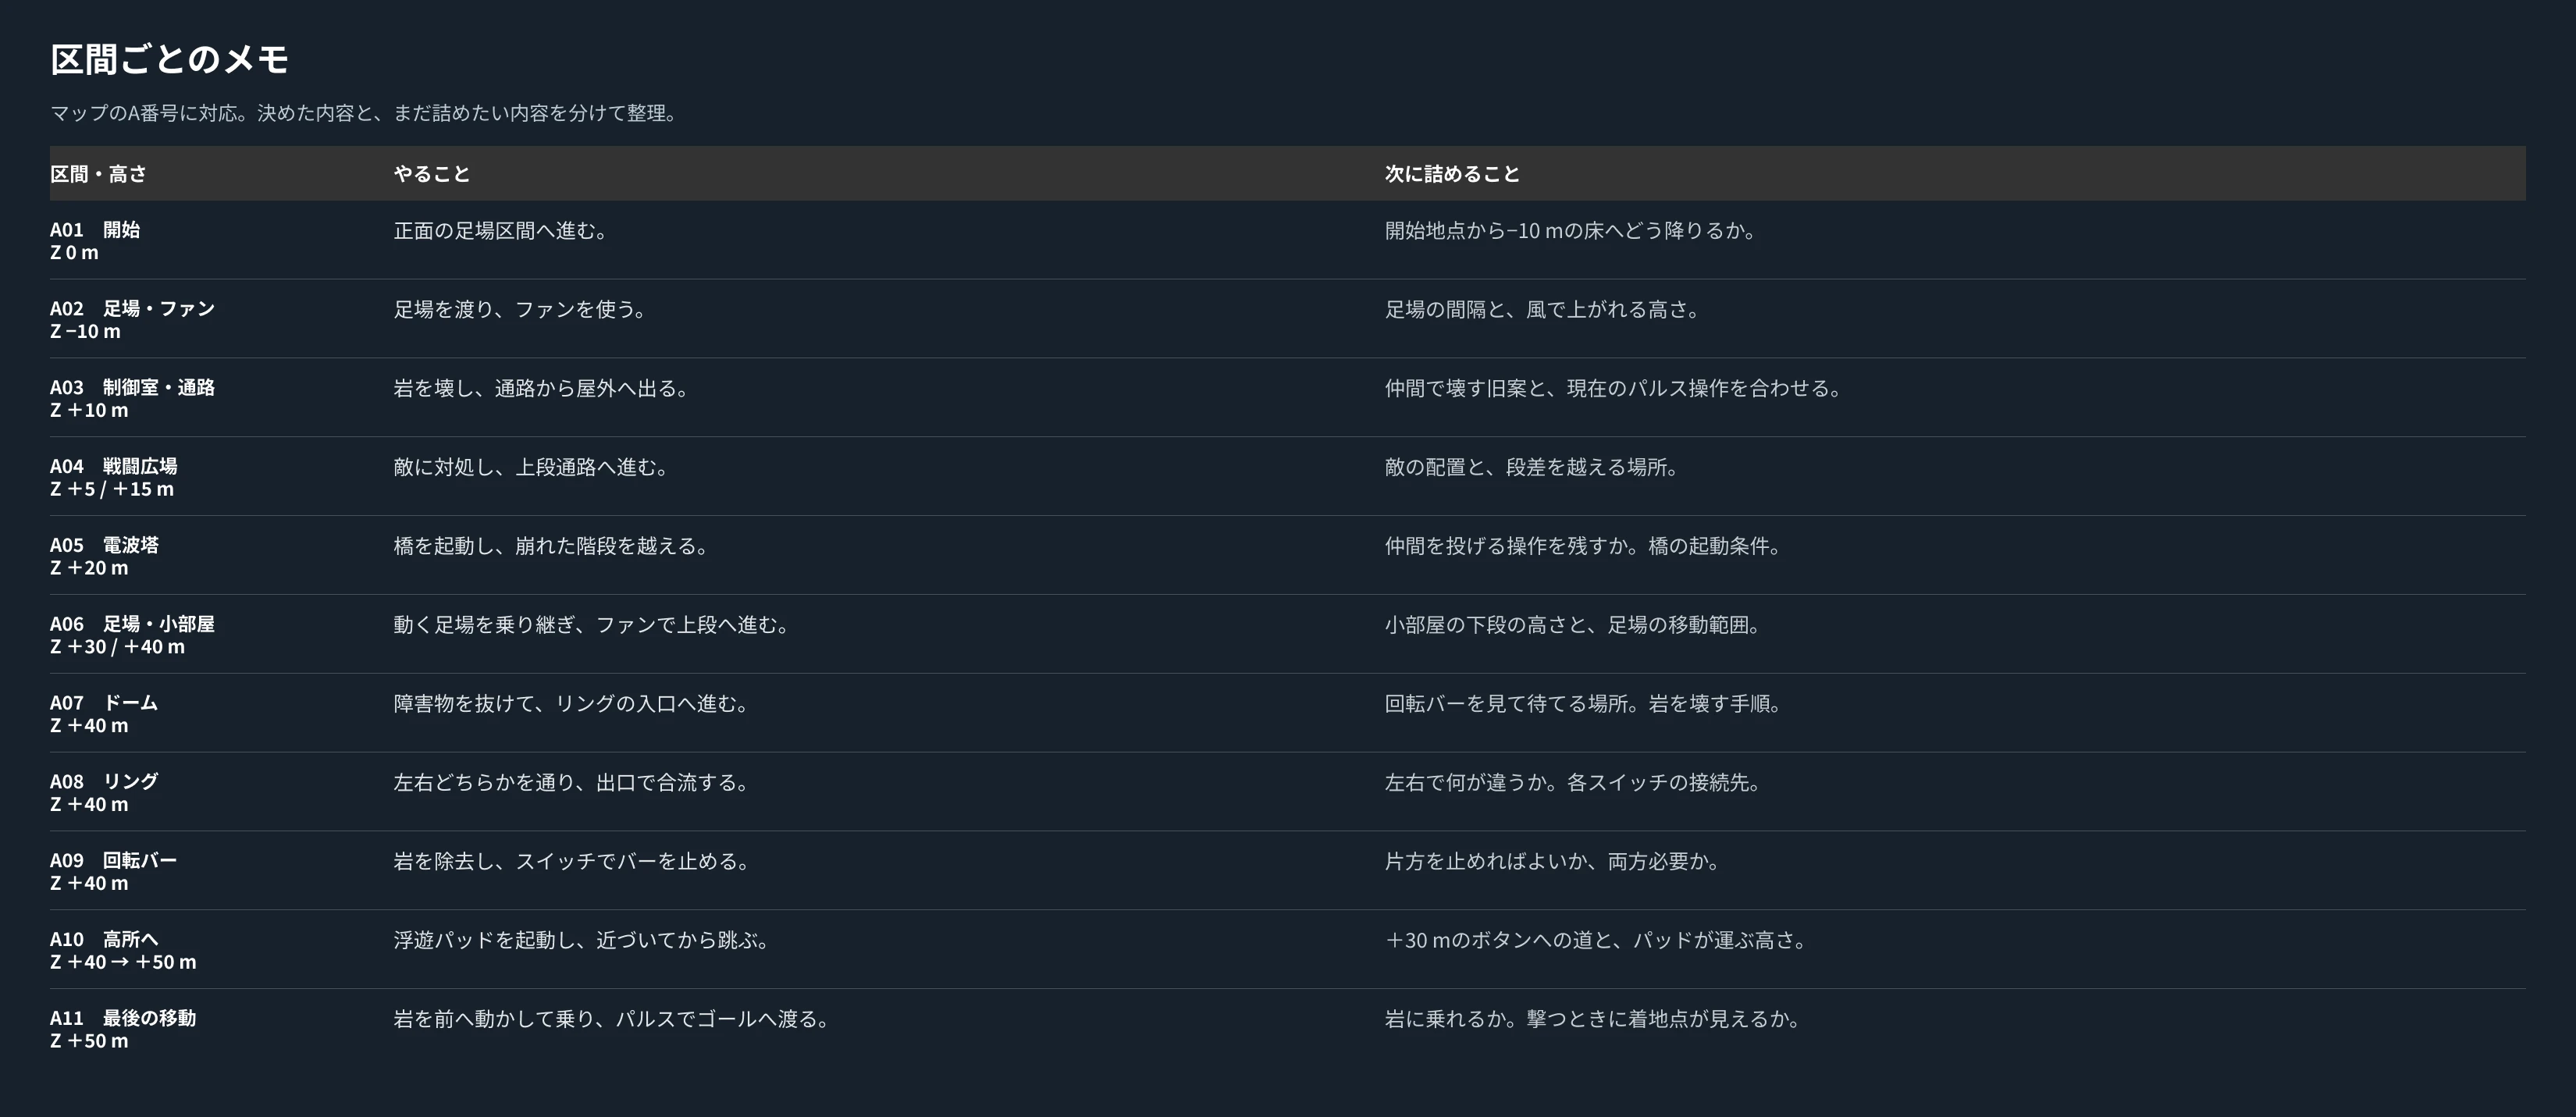 区間ごとのメモ
マップのA番号に対応。決めた内容と、まだ詰めたい内容を分けて整理。
区間・高さ やること 次に詰めること
A01 開始 正面の足場区間へ進む。 開始地点から−10 mの床へどう降りるか。
Z 0 m
A02 足場・ファン 足場を渡り、ファンを使う。 足場の間隔と、風で上がれる高さ。
Z −10 m
A03 制御室・通路 岩を壊し、通路から屋外へ出る。 仲間で壊す旧案と、現在のパルス操作を合わせる。
Z +10 m
A04 戦闘広場 敵に対処し、上段通路へ進む。 敵の配置と、段差を越える場所。
Z +5 / +15 m
A05 電波塔 橋を起動し、崩れた階段を越える。 仲間を投げる操作を残すか。橋の起動条件。
Z +20 m
A06 足場・小部屋 動く足場を乗り継ぎ、ファンで上段へ進む。 小部屋の下段の高さと、足場の移動範囲。
Z +30 / +40 m
A07 ドーム 障害物を抜けて、リングの入口へ進む。 回転バーを見て待てる場所。岩を壊す手順。
Z +40 m
A08 リング 左右どちらかを通り、出口で合流する。 左右で何が違うか。各スイッチの接続先。
Z +40 m
A09 回転バー 岩を除去し、スイッチでバーを止める。 片方を止めればよいか、両方必要か。
Z +40 m
A10 高所へ 浮遊パッドを起動し、近づいてから跳ぶ。 +30 mのボタンへの道と、パッドが運ぶ高さ。
Z +40 → +50 m
A11 最後の移動 岩を前へ動かして乗り、パルスでゴールへ渡る。 岩に乗れるか。撃つときに着地点が見えるか。
Z +50 m